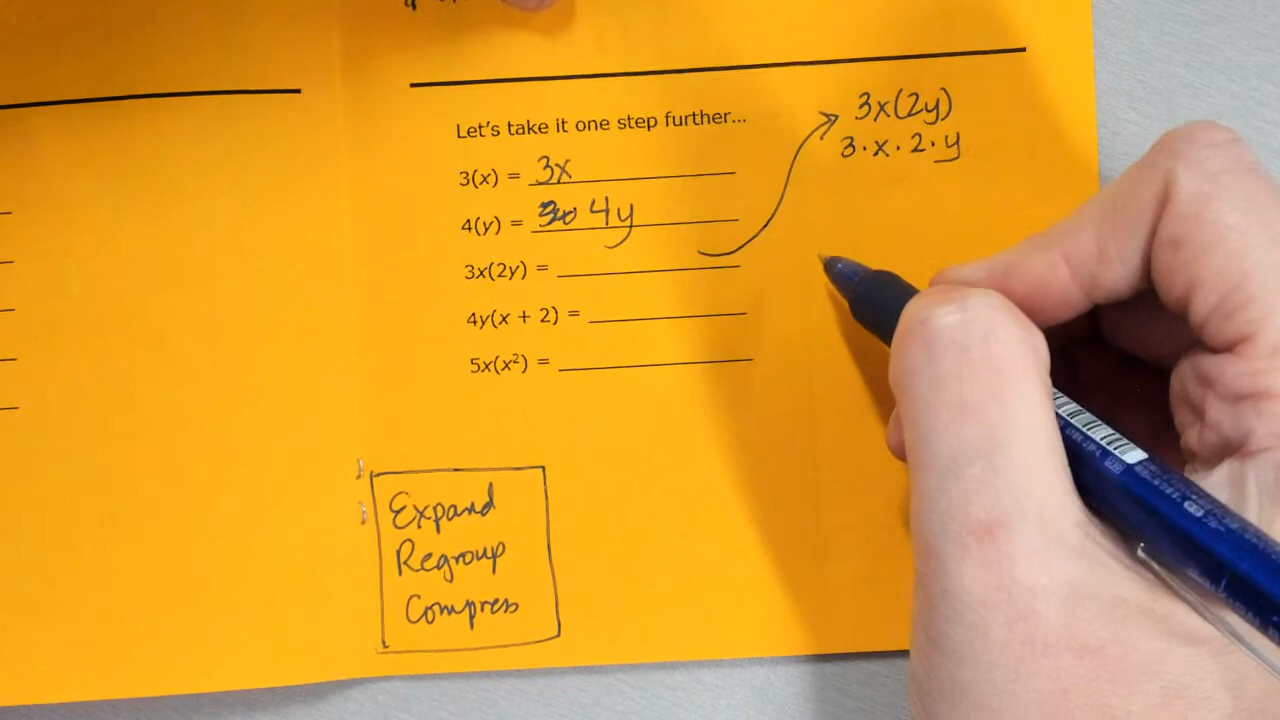 Let's take it one step further...
3(x) = 3x
4(y) = 4y
3x(2y) =
4y(x + 2) =
5x(x²) =
3x(2y)
3·x·2·y
Expand
Regroup
Compress